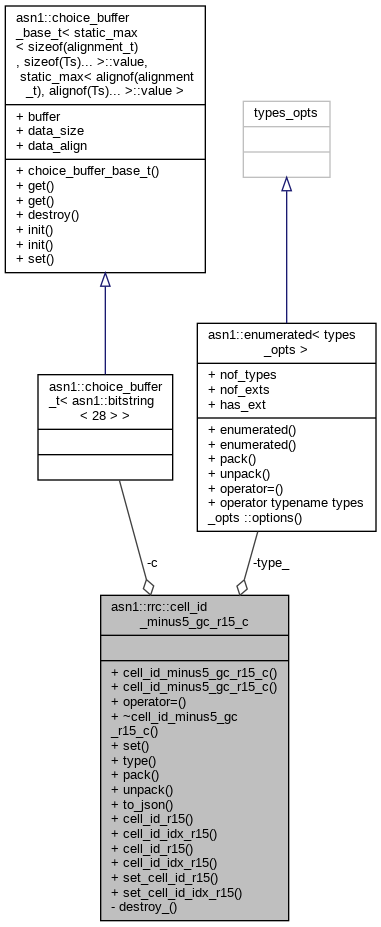 asn1::choice_buffer
_base_t< static_max
< sizeof(alignment_t)
, sizeof(Ts)... >::value,
static_max< alignof(alignment
_t), alignof(Ts)... >::value >
+ buffer
+ data_size
+ data_align
+ choice_buffer_base_t()
+ get()
+ get()
+ destroy()
+ init()
+ init()
+ set()
types_opts
asn1::choice_buffer
_t< asn1::bitstring
< 28 > >
asn1::enumerated< types
_opts >
+ nof_types
+ nof_exts
+ has_ext
+ enumerated()
+ enumerated()
+ pack()
+ unpack()
+ operator=()
+ operator typename types
_opts ::options()
-c
-type_
asn1::rrc::cell_id
_minus5_gc_r15_c
+ cell_id_minus5_gc_r15_c()
+ cell_id_minus5_gc_r15_c()
+ operator=()
+ ~cell_id_minus5_gc
_r15_c()
+ set()
+ type()
+ pack()
+ unpack()
+ to_json()
+ cell_id_r15()
+ cell_id_idx_r15()
+ cell_id_r15()
+ cell_id_idx_r15()
+ set_cell_id_r15()
+ set_cell_id_idx_r15()
- destroy_()